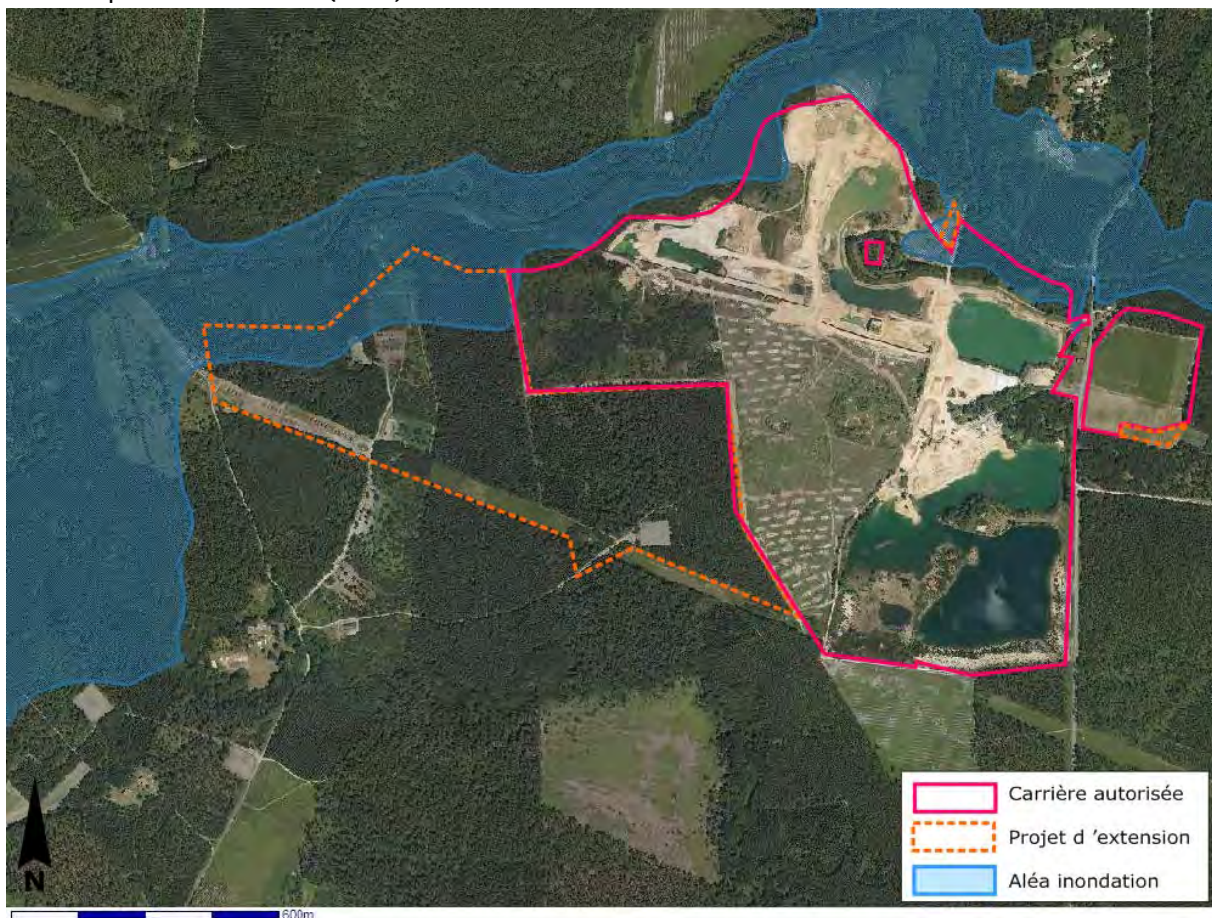 Carrière autorisée
Projet d 'extension
Aléa inondation
N
600m